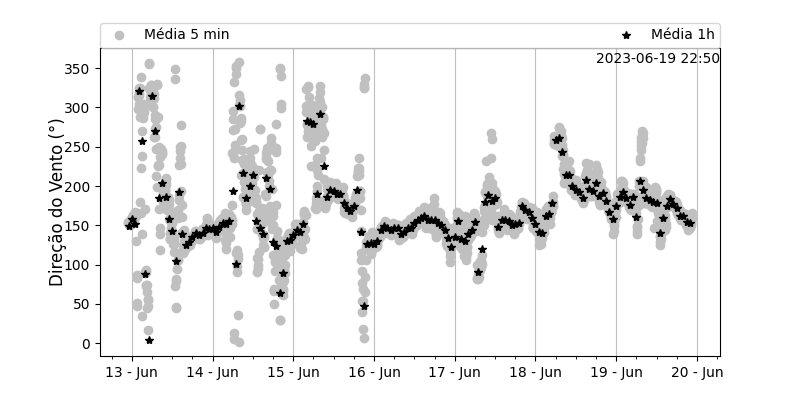 Média 5 min
Média 1h
2023-06-19 22:50
Direção do Vento (°)
350
300
250
200
150
100
50
0
13 - Jun
14 - Jun
15 - Jun
16 - Jun
17 - Jun
18 - Jun
19 - Jun
20 - Jun